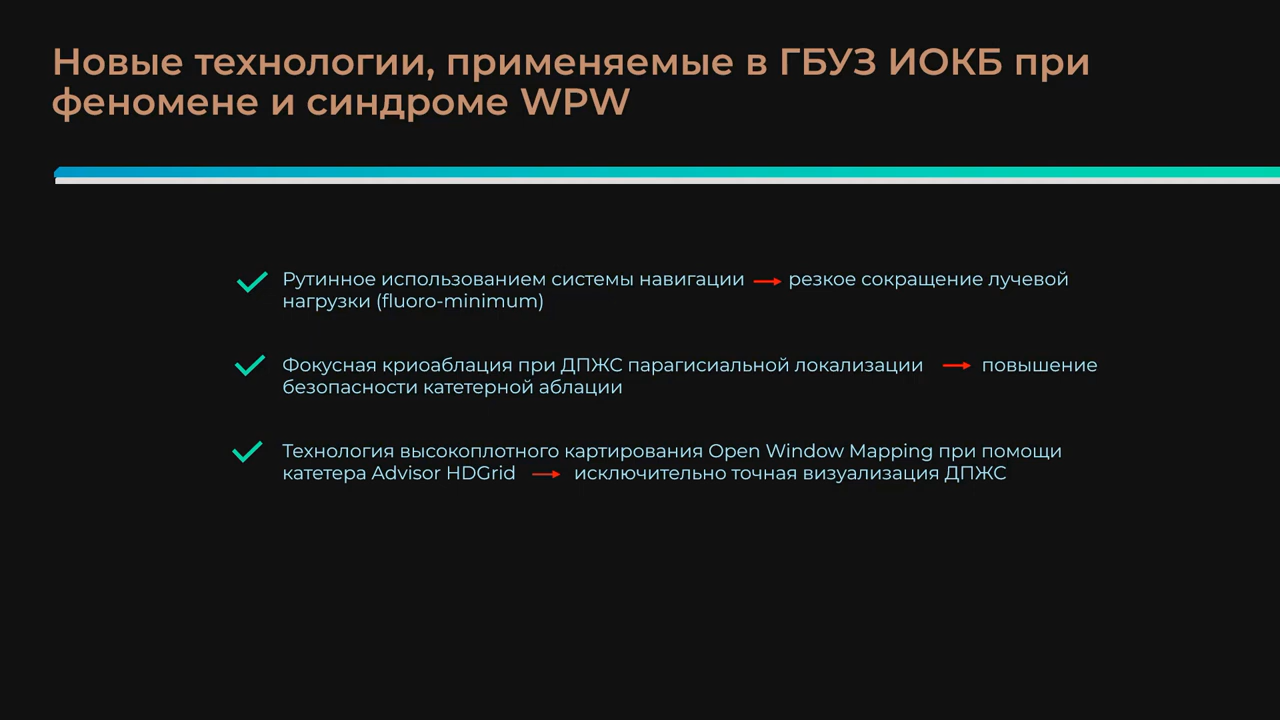 Новые технологии, применяемые в ГБУЗ ИОКБ при
феномене и синдроме WPW
Рутинное использованием системы навигации → резкое сокращение лучевой
нагрузки (fluoro-minimum)
Фокусная криоаблация при ДПЖС парагисиальной локализации → повышение
безопасности катетерной аблации
Технология высокоплотного картирования Open Window Mapping при помощи
катетера Advisor HDGrid → исключительно точная визуализация ДПЖС